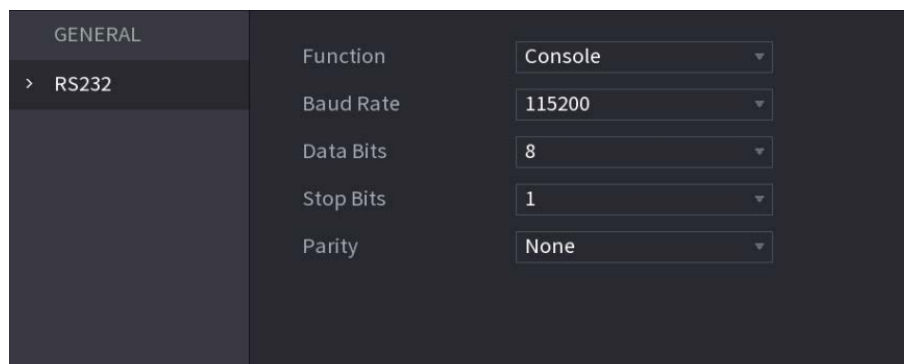 GENERAL
> RS232
Function Console
Baud Rate 115200
Data Bits 8
Stop Bits 1
Parity None